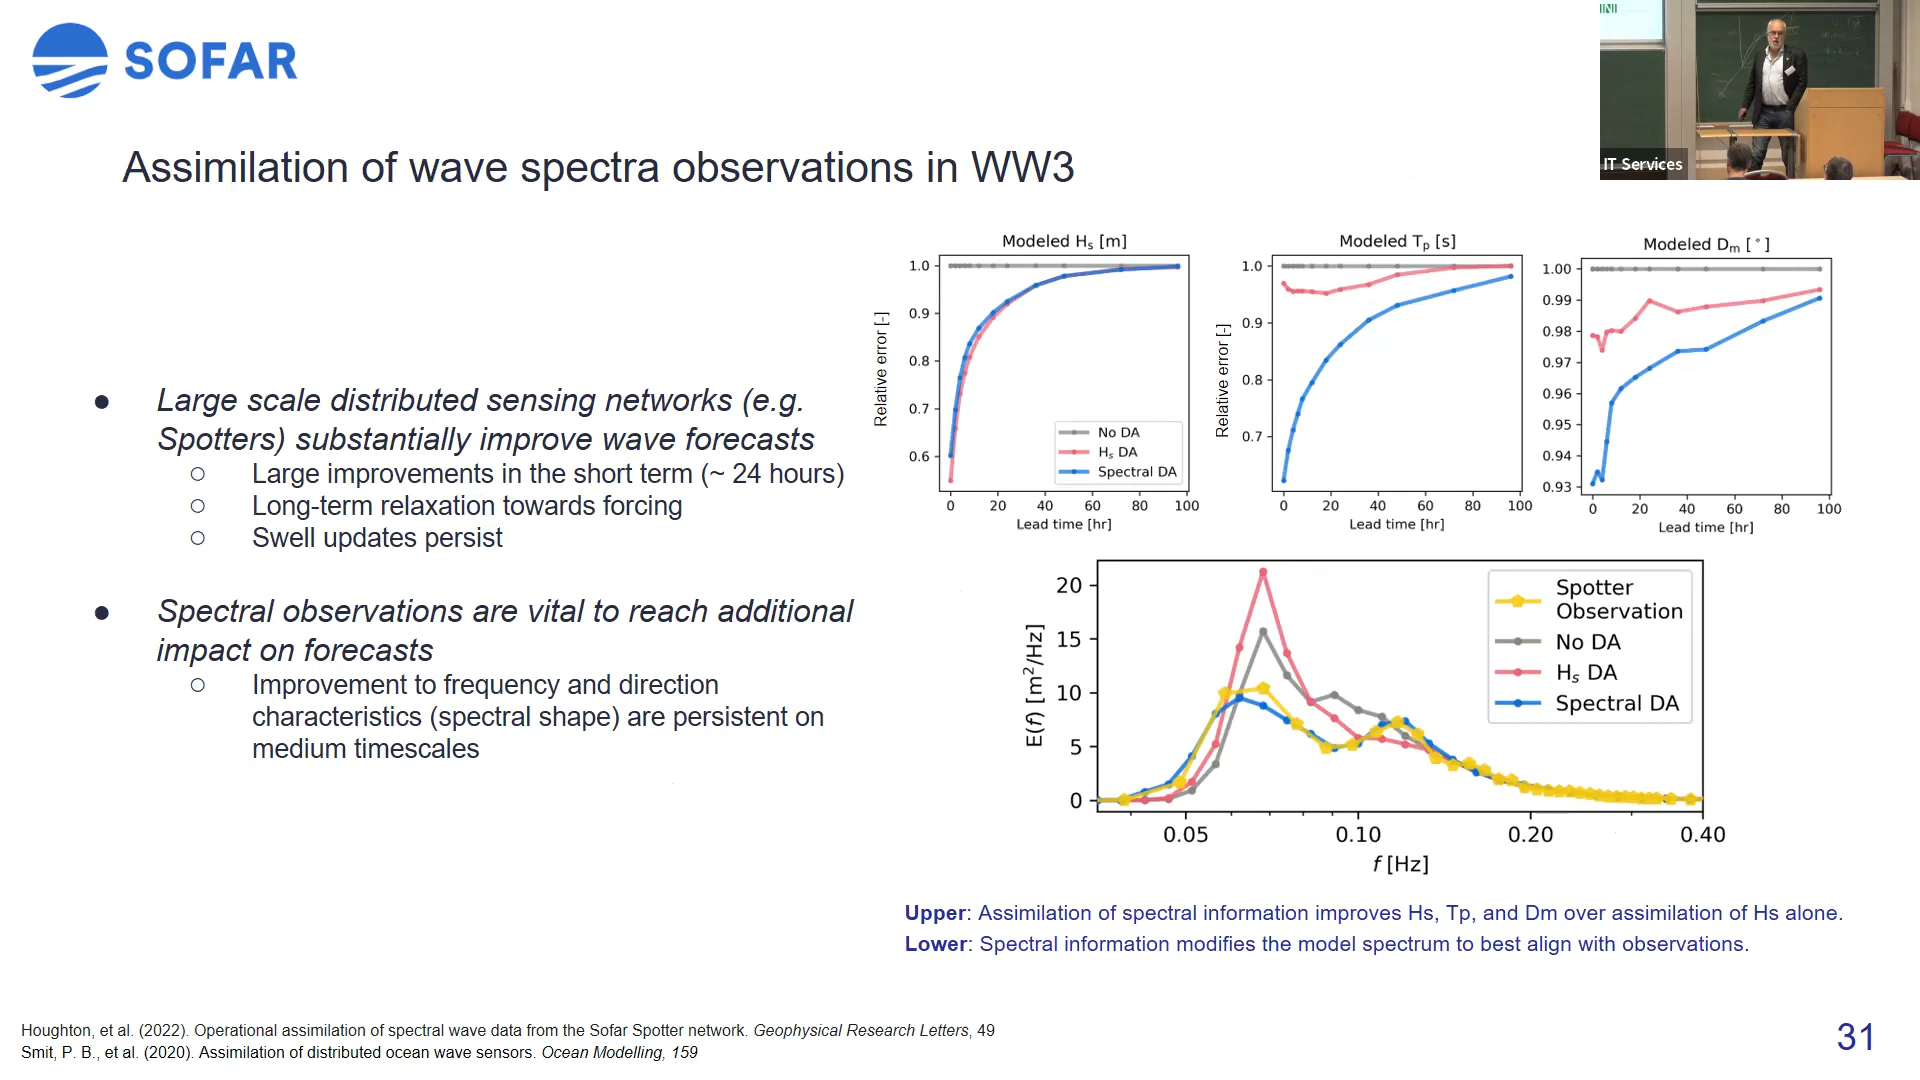 SOFAR
INI
IT Services
Assimilation of wave spectra observations in WW3
● Large scale distributed sensing networks (e.g.
Spotters) substantially improve wave forecasts
○ Large improvements in the short term (~ 24 hours)
○ Long-term relaxation towards forcing
○ Swell updates persist
● Spectral observations are vital to reach additional
impact on forecasts
○ Improvement to frequency and direction
characteristics (spectral shape) are persistent on
medium timescales
Modeled Hs [m]
Relative error [-]
1.0
0.9
0.8
0.7
0.6
No DA
Hs DA
Spectral DA
0 20 40 60 80 100
Lead time [hr]
Modeled Tp [s]
Relative error [-]
1.0
0.9
0.8
0.7
0 20 40 60 80 100
Lead time [hr]
Modeled Dm [°]
1.00
0.99
0.98
0.97
0.96
0.95
0.94
0.93
0 20 40 60 80 100
Lead time [hr]
E(f) [m²/Hz]
20
15
10
5
0
Spotter
Observation
No DA
Hs DA
Spectral DA
0.05 0.10 0.20 0.40
f [Hz]
Upper: Assimilation of spectral information improves Hs, Tp, and Dm over assimilation of Hs alone.
Lower: Spectral information modifies the model spectrum to best align with observations.
Houghton, et al. (2022). Operational assimilation of spectral wave data from the Sofar Spotter network. Geophysical Research Letters, 49
Smit, P. B., et al. (2020). Assimilation of distributed ocean wave sensors. Ocean Modelling, 159
31